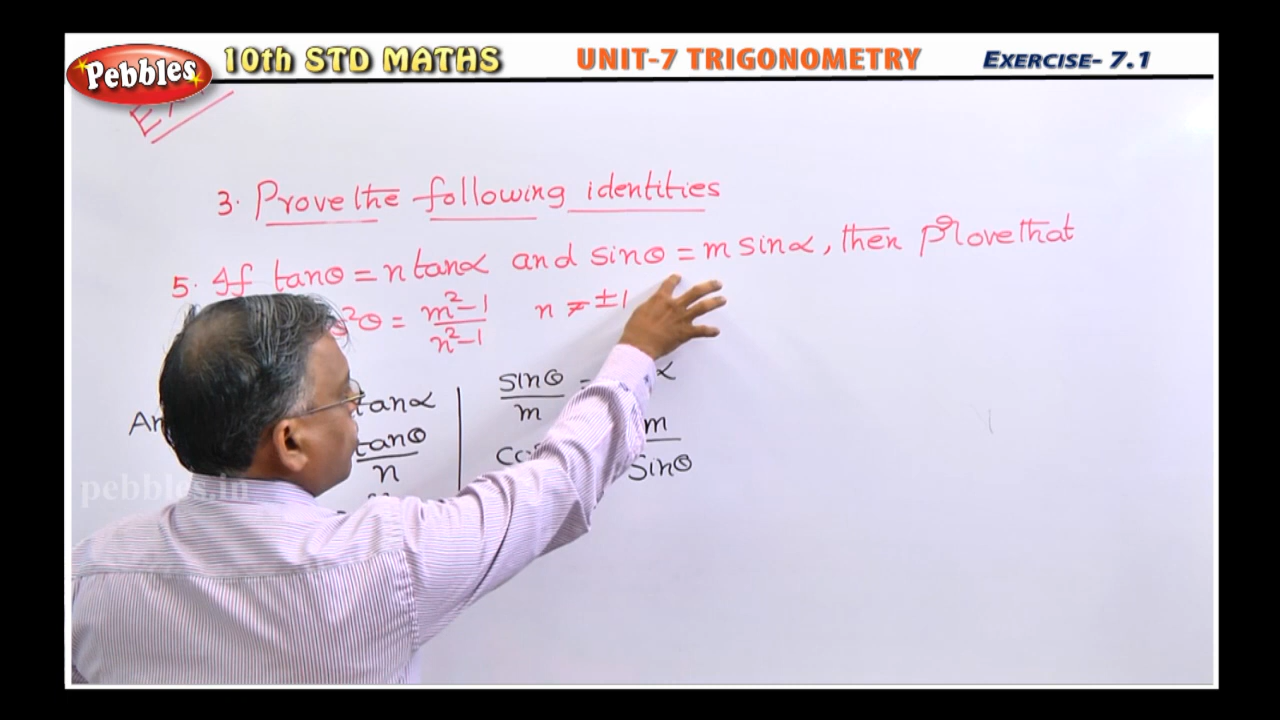 Pebbles 10th STD MATHS UNIT-7 TRIGONOMETRY EXERCISE- 7.1
3. Prove the following identities
5. If tanθ = n tanα and sinθ = m sinα, then Prove that
²θ = m²-1/n²-1 n ≠ ±1
tanα | sinθ/m = α
tanθ/n | m/sinθ
pebbles.in